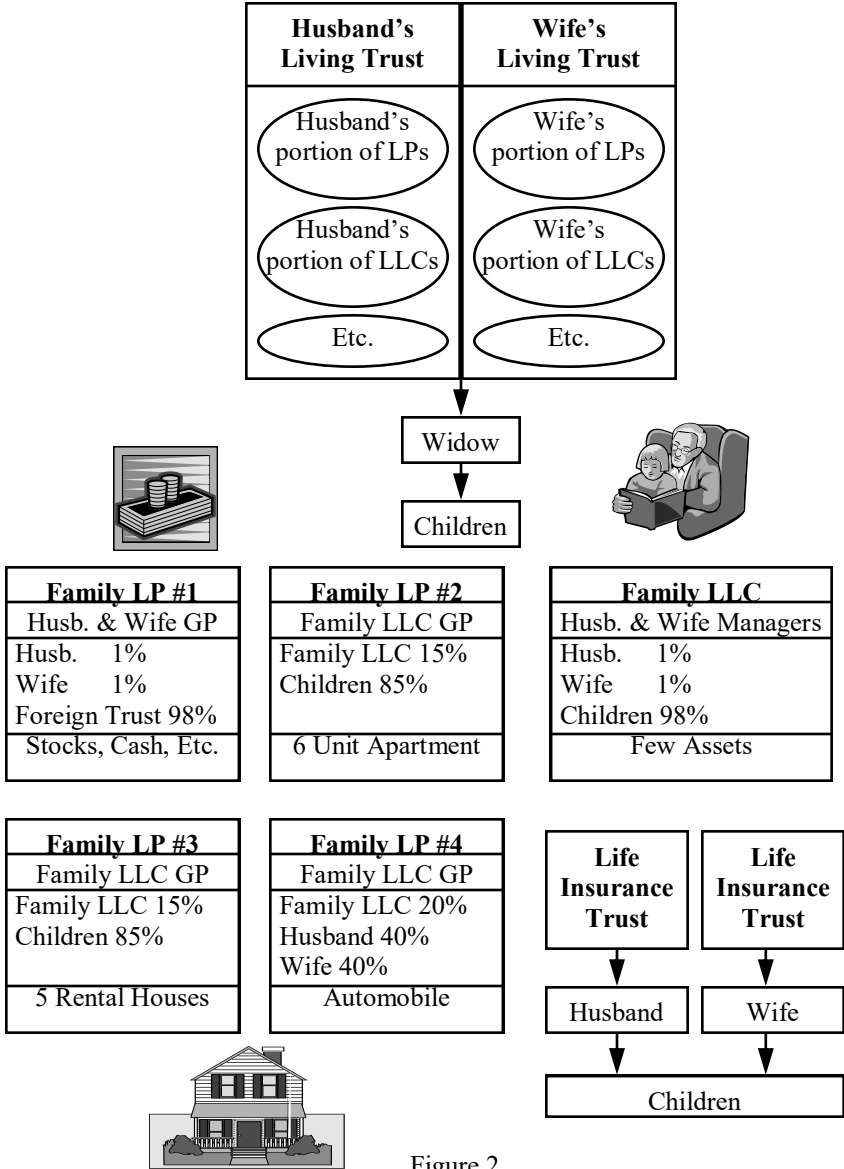 Husband's
Living Trust
Wife's
Living Trust
Husband's
portion of LPs
Wife's
portion of LPs
Husband's
portion of LLCs
Wife's
portion of LLCs
Etc.
Etc.
Widow
Children
Family LP #1
Husb. & Wife GP
Husb. 1%
Wife 1%
Foreign Trust 98%
Stocks, Cash, Etc.
Family LP #2
Family LLC GP
Family LLC 15%
Children 85%
6 Unit Apartment
Family LLC
Husb. & Wife Managers
Husb. 1%
Wife 1%
Children 98%
Few Assets
Family LP #3
Family LLC GP
Family LLC 15%
Children 85%
5 Rental Houses
Family LP #4
Family LLC GP
Family LLC 20%
Husband 40%
Wife 40%
Automobile
Life
Insurance
Trust
Life
Insurance
Trust
Husband
Wife
Children
Figure 2